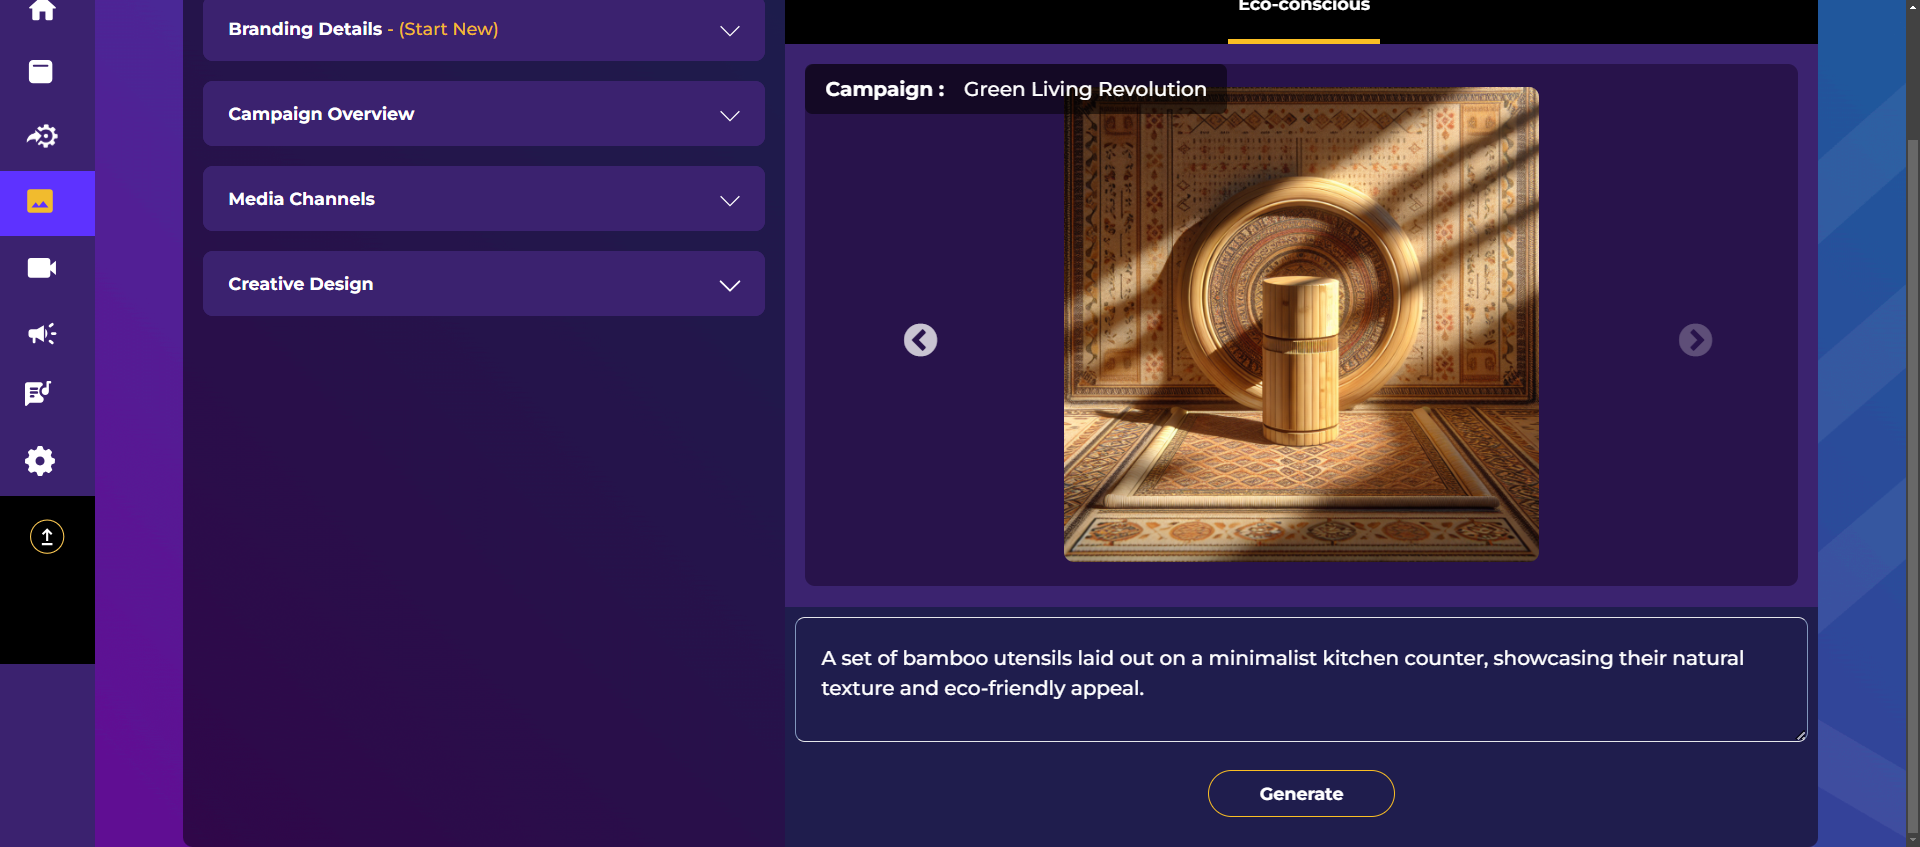 Branding Details - (Start New)
Campaign Overview
Media Channels
Creative Design
Eco-conscious
Campaign : Green Living Revolution
A set of bamboo utensils laid out on a minimalist kitchen counter, showcasing their natural
texture and eco-friendly appeal.
Generate